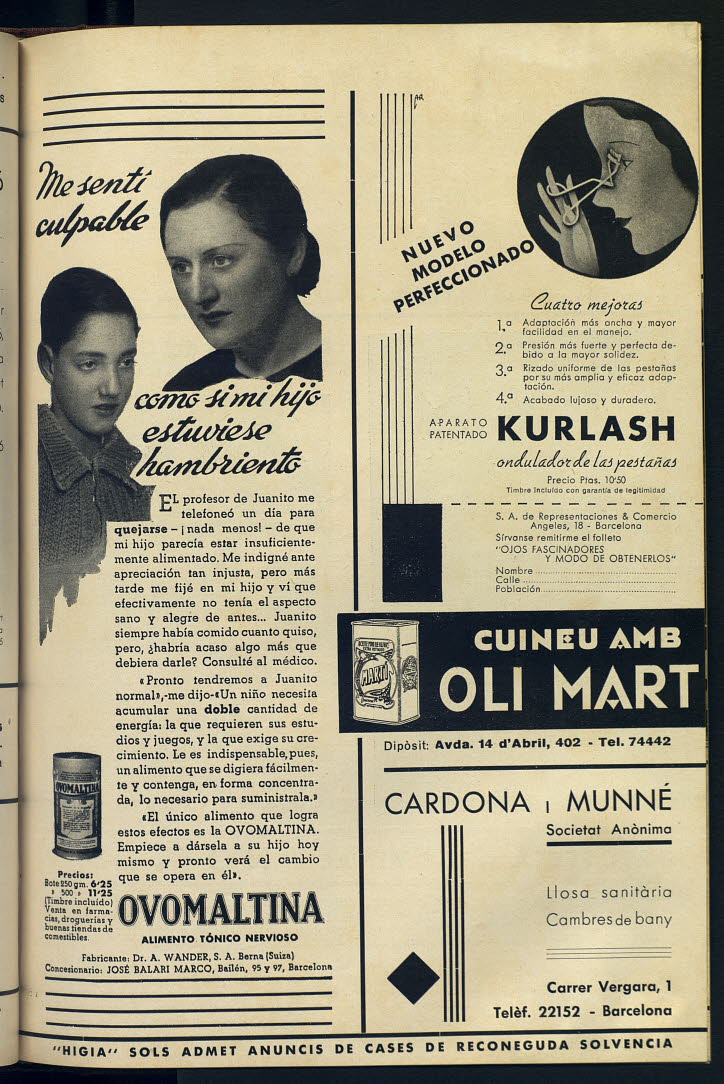 Me sentí
culpable
como si mi hijo
estuviese
hambriento
EL profesor de Juanito me
telefoneó un día para
quejarse – ¡nada menos! – de que
mi hijo parecía estar insuficiente-
mente alimentado. Me indigné ante
apreciación tan injusta, pero más
tarde me fijé en mi hijo y ví que
efectivamente no tenía el aspecto
sano y alegre de antes... Juanito
siempre había comido cuanto quiso,
pero, ¿habría acaso algo más que
debiera darle? Consulté al médico.
«Pronto tendremos a Juanito
normal»,-me dijo-«Un niño necesita
acumular una doble cantidad de
energía: la que requieren sus estu-
dios y juegos, y la que exige su cre-
cimiento. Le es indispensable, pues,
un alimento que se digiera fácilmen-
te y contenga, en forma concentra-
da, lo necesario para suministrala.»
«El único alimento que logra
estos efectos es la OVOMALTINA.
Empiece a dársela a su hijo hoy
mismo y pronto verá el cambio
que se opera en él».
OVOMALTINA
Precios:
Bote 250 gm. 6'25
» 500 » 11'25
(Timbre incluído)
Venta en farma-
cias, droguerías y
buenas tiendas de
comestibles.
OVOMALTINA
ALIMENTO TÓNICO NERVIOSO
Fabricante: Dr. A. WANDER, S. A. Berna (Suiza)
Concesionario: JOSÉ BALARI MARCO, Bailén, 95 y 97, Barcelona
NUEVO
MODELO
PERFECCIONADO
Cuatro mejoras
1.ª Adaptación más ancha y mayor
facilidad en el manejo.
2.ª Presión más fuerte y perfecta de-
bido a la mayor solidez.
3.ª Rizado uniforme de las pestañas
por su más amplia y eficaz adap-
tación.
4.ª Acabado lujoso y duradero.
APARATO
PATENTADO
KURLASH
ondulador de las pestañas
Precio Ptas. 10'50
Timbre incluído con garantía de legitimidad
S. A. de Representaciones & Comercio
Angeles, 18 - Barcelona
Sírvanse remitirme el folleto
"OJOS FASCINADORES
Y MODO DE OBTENERLOS"
Nombre
Calle
Población
MARTÍ
CUINEU AMB
OLI MART
Dipòsit: Avda. 14 d'Abril, 402 - Tel. 74442
CARDONA I MUNNÉ
Societat Anònima
Llosa sanitària
Cambres de bany
Carrer Vergara, 1
Telèf. 22152 - Barcelona
"HIGIA" SOLS ADMET ANUNCIS DE CASES DE RECONEGUDA SOLVENCIA